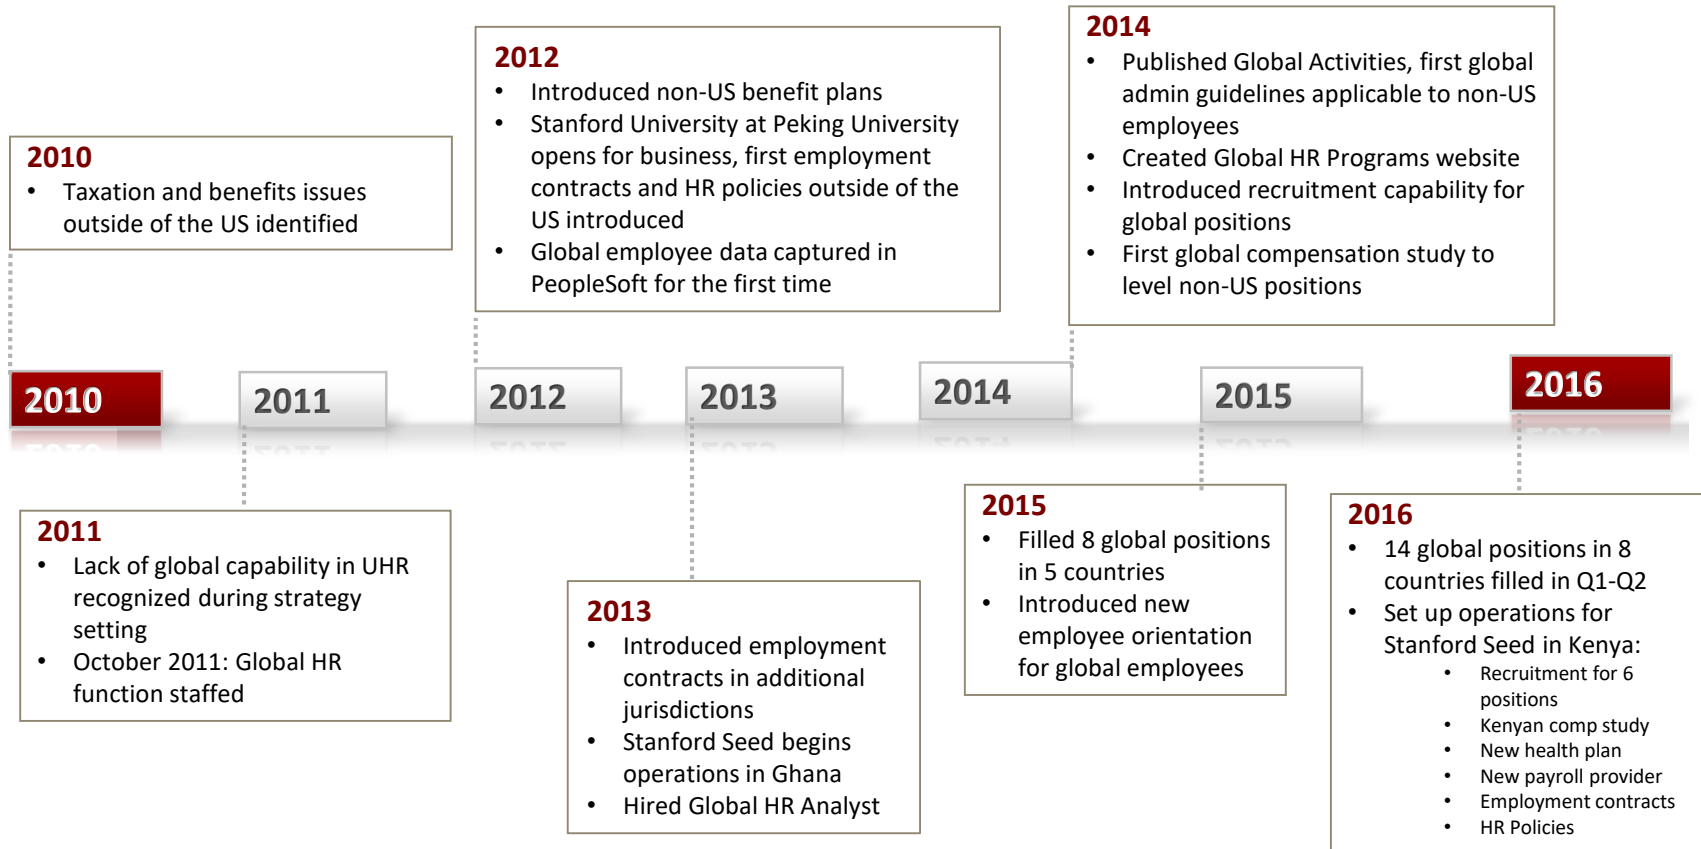 2010
• Taxation and benefits issues
outside of the US identified
2012
• Introduced non-US benefit plans
• Stanford University at Peking University
opens for business, first employment
contracts and HR policies outside of the
US introduced
• Global employee data captured in
PeopleSoft for the first time
2014
• Published Global Activities, first global
admin guidelines applicable to non-US
employees
• Created Global HR Programs website
• Introduced recruitment capability for
global positions
• First global compensation study to
level non-US positions
2010
2011
2012
2013
2014
2015
2016
2011
• Lack of global capability in UHR
recognized during strategy
setting
• October 2011: Global HR
function staffed
2013
• Introduced employment
contracts in additional
jurisdictions
• Stanford Seed begins
operations in Ghana
• Hired Global HR Analyst
2015
• Filled 8 global positions
in 5 countries
• Introduced new
employee orientation
for global employees
2016
• 14 global positions in 8
countries filled in Q1-Q2
• Set up operations for
Stanford Seed in Kenya:
• Recruitment for 6
positions
• Kenyan comp study
• New health plan
• New payroll provider
• Employment contracts
• HR Policies